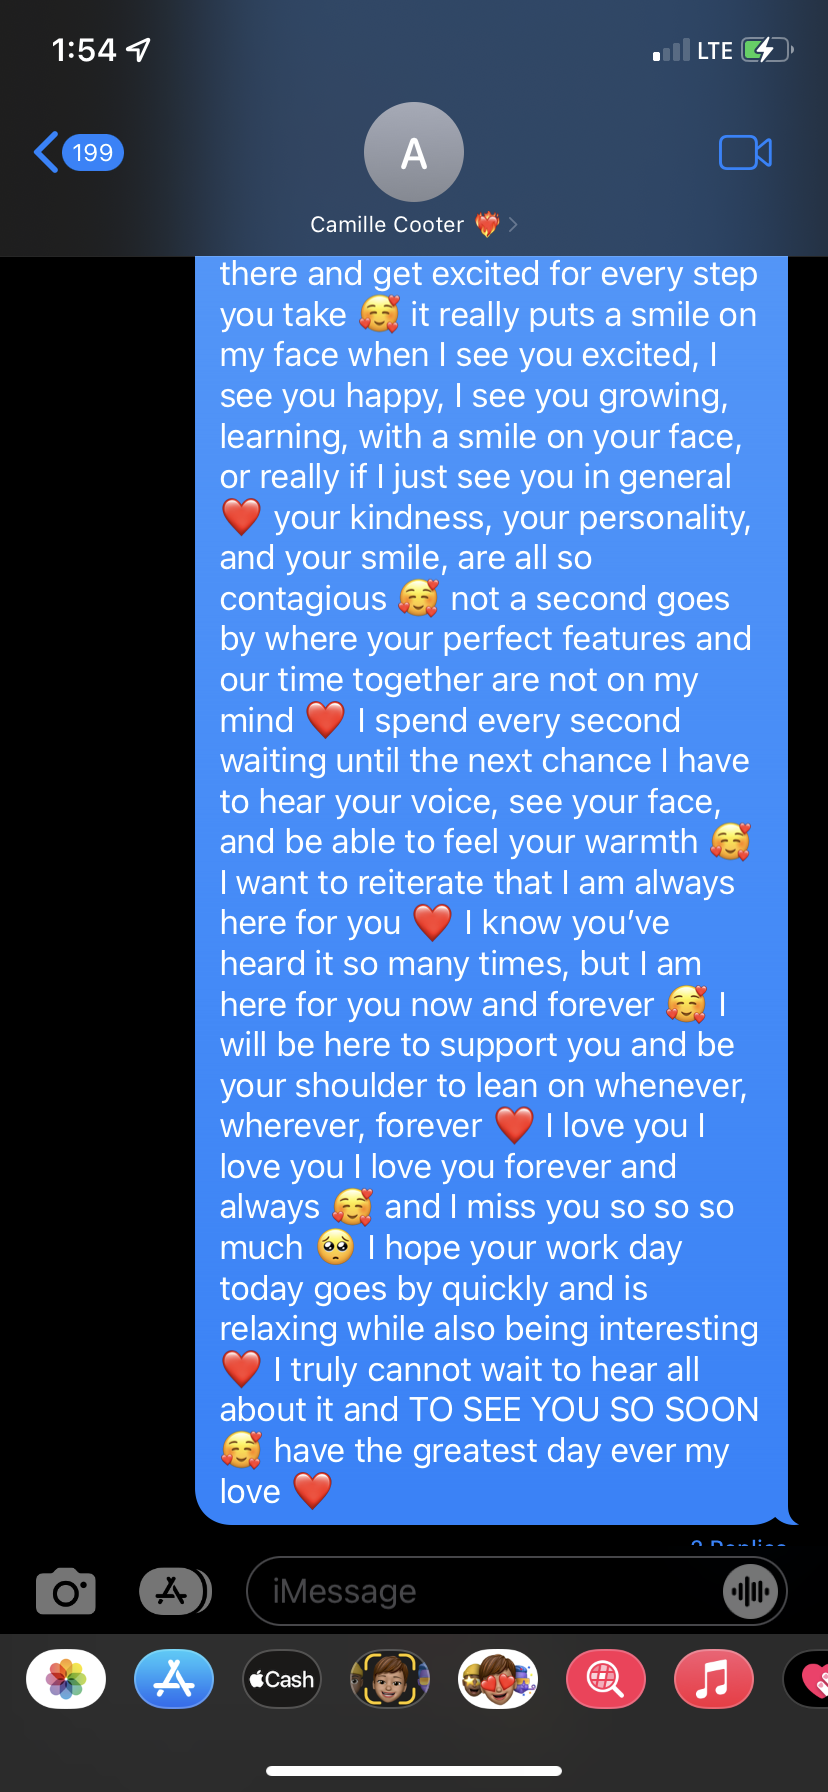 1:54
LTE
199
A
Camille Cooter ❤️‍🔥
there and get excited for every step
you take 🥰 it really puts a smile on
my face when I see you excited, I
see you happy, I see you growing,
learning, with a smile on your face,
or really if I just see you in general
❤️ your kindness, your personality,
and your smile, are all so
contagious 🥰 not a second goes
by where your perfect features and
our time together are not on my
mind ❤️ I spend every second
waiting until the next chance I have
to hear your voice, see your face,
and be able to feel your warmth 🥰
I want to reiterate that I am always
here for you ❤️ I know you’ve
heard it so many times, but I am
here for you now and forever 🥰 I
will be here to support you and be
your shoulder to lean on whenever,
wherever, forever ❤️ I love you I
love you I love you forever and
always 🥰 and I miss you so so so
much 🥺 I hope your work day
today goes by quickly and is
relaxing while also being interesting
❤️ I truly cannot wait to hear all
about it and TO SEE YOU SO SOON
🥰 have the greatest day ever my
love ❤️
2 Replies
iMessage
Cash